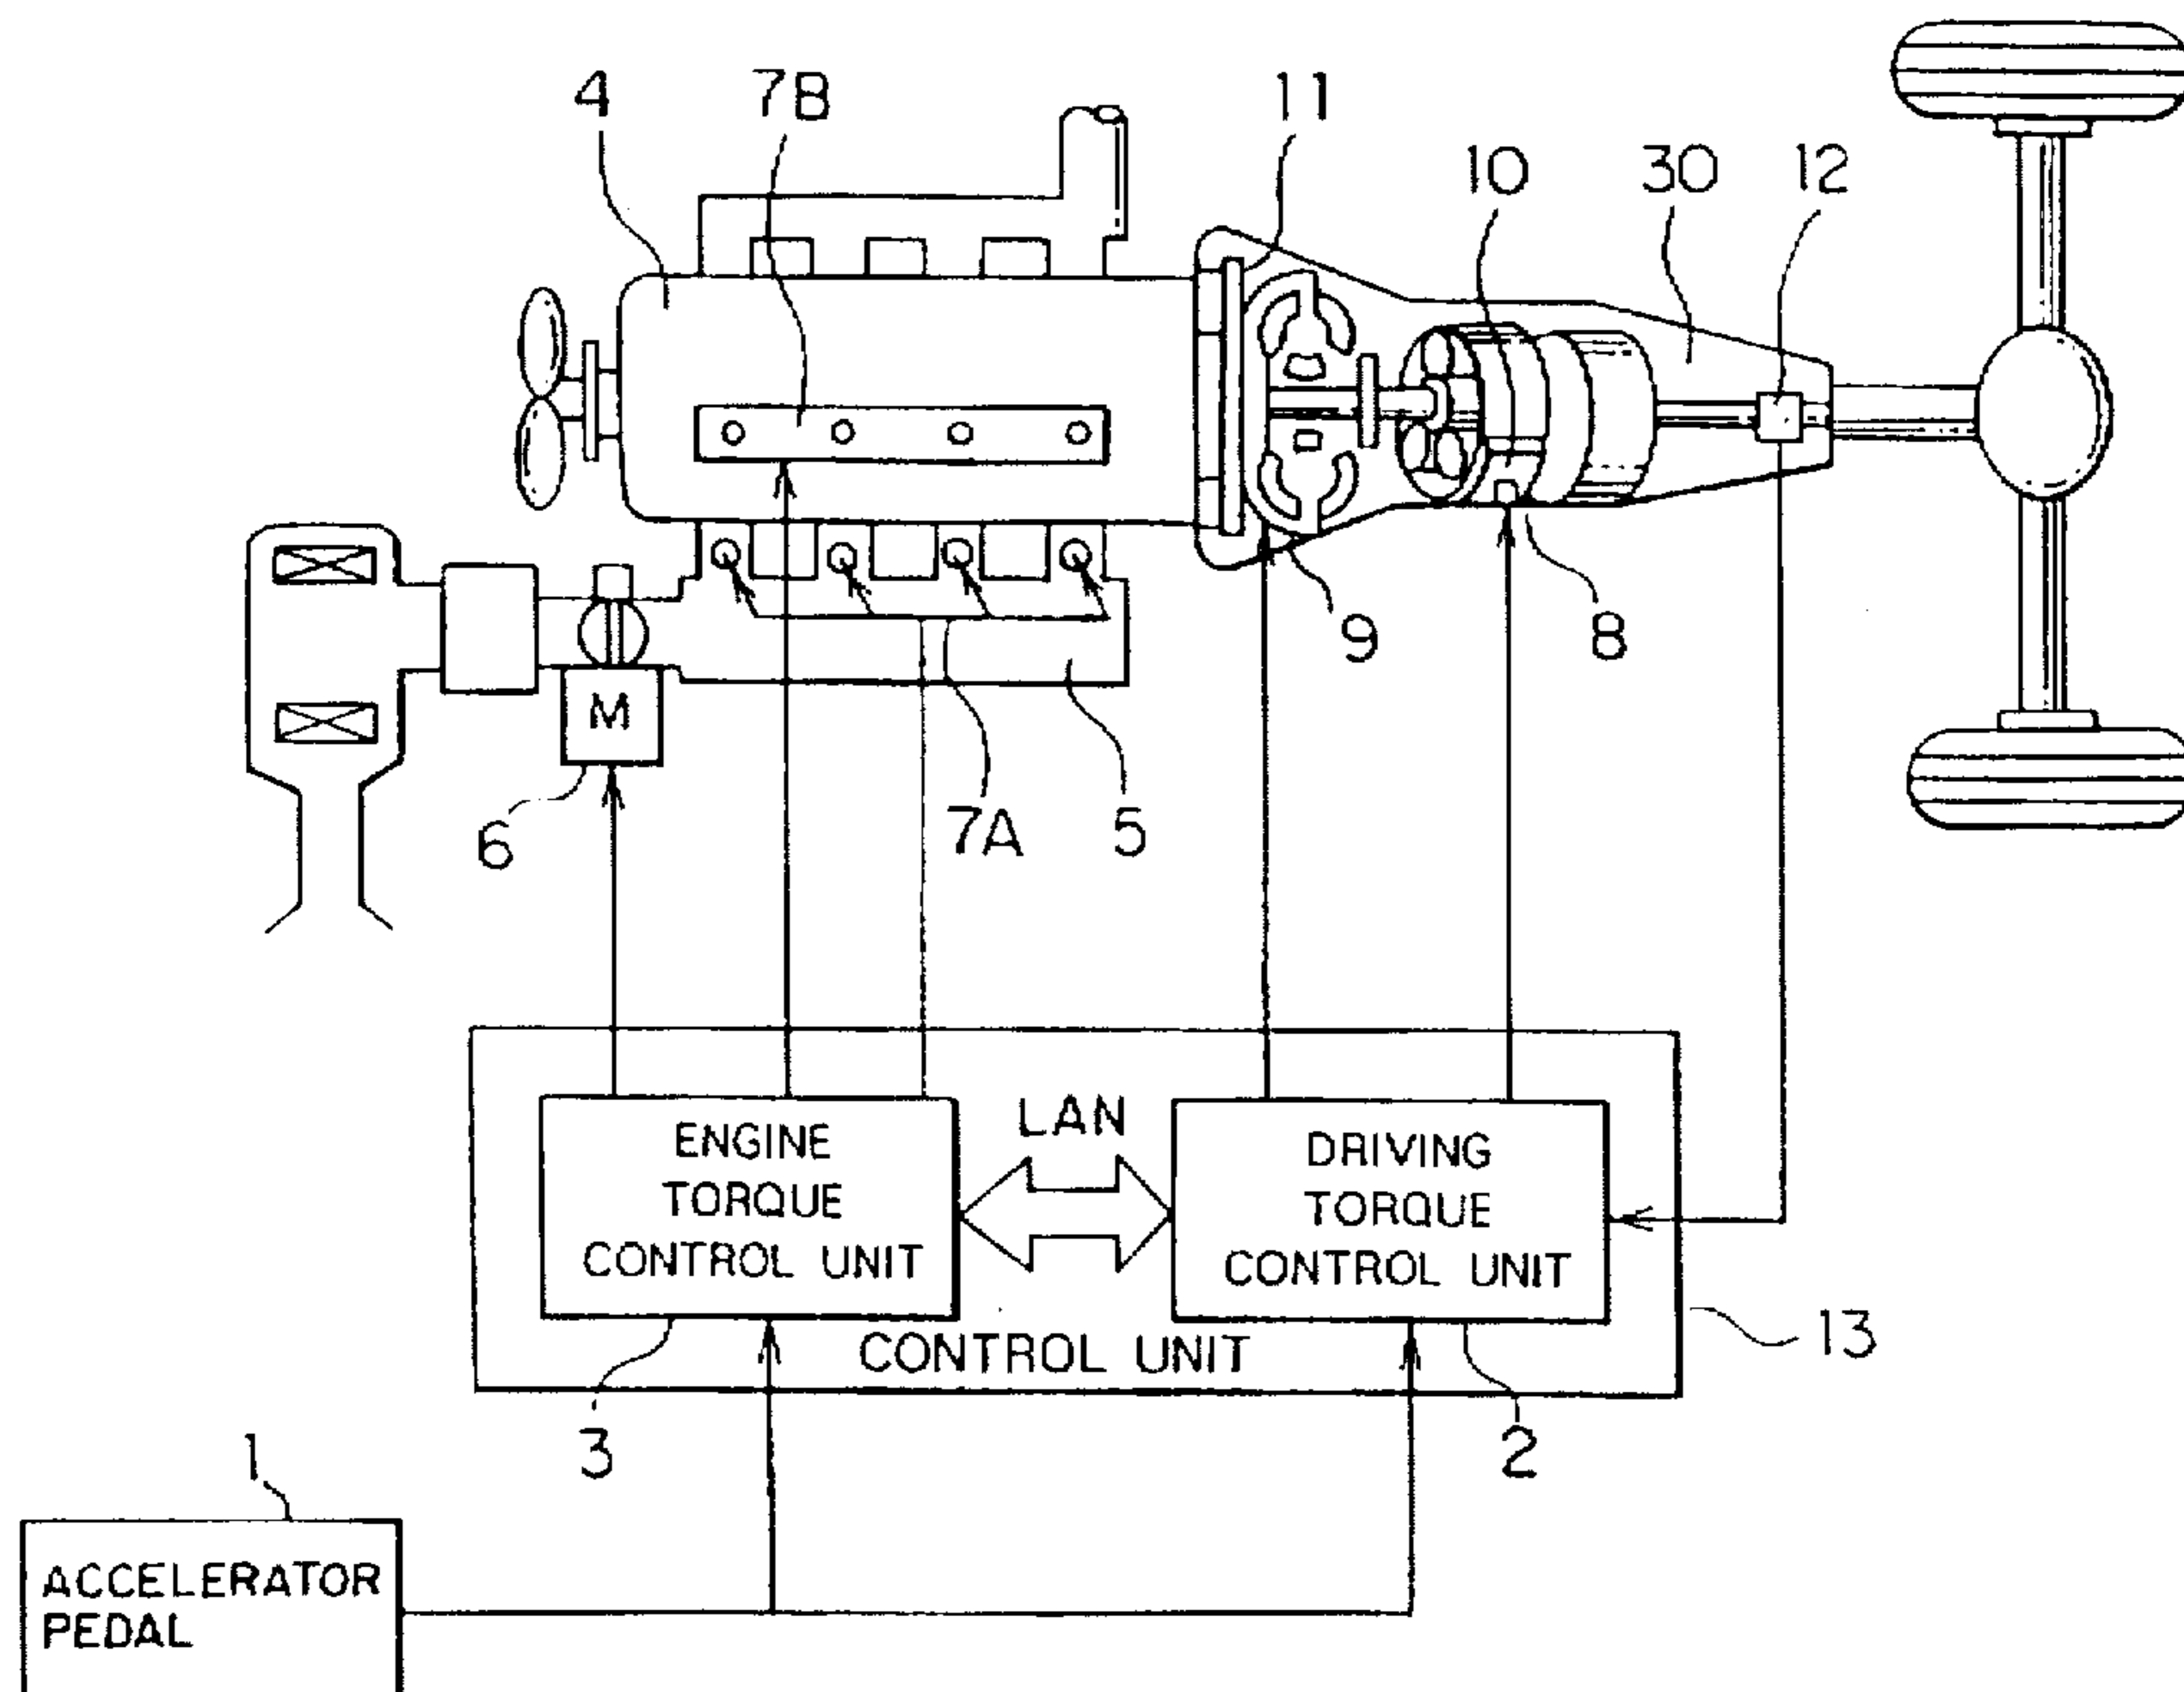 4 7B 11
10 30 12
9 8
M
6 7A 5
LAN
ENGINE
TORQUE
CONTROL UNIT
DRIVING
TORQUE
CONTROL UNIT
CONTROL UNIT
13
3 2
1
ACCELERATOR
PEDAL